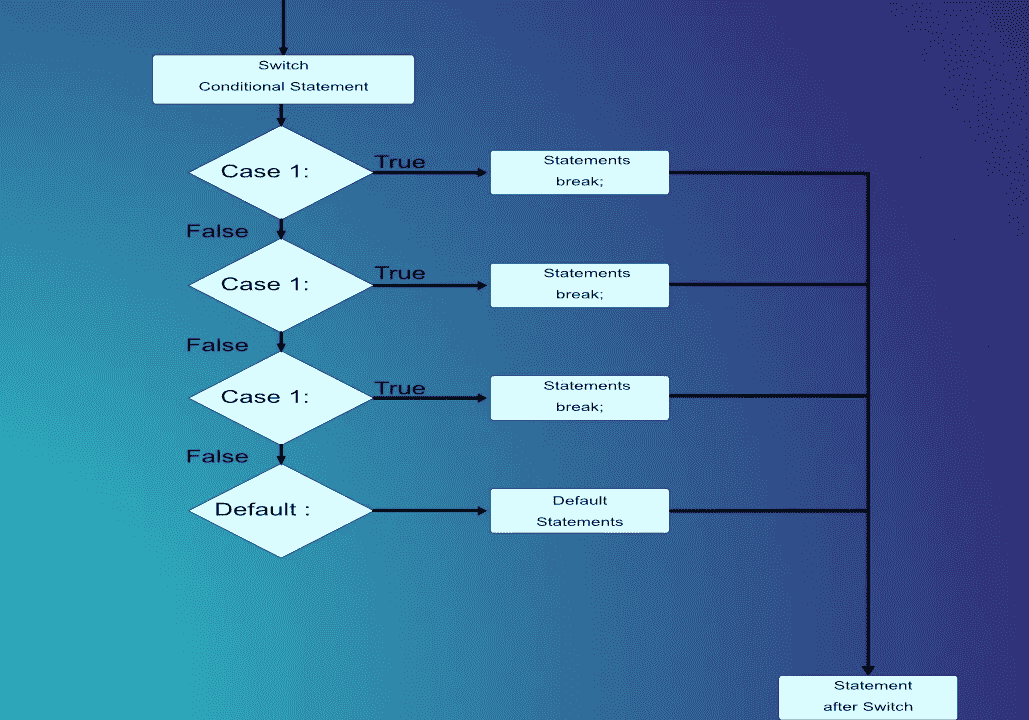 Switch
Conditional Statement
Case 1:
True
Statements
break;
False
Case 1:
True
Statements
break;
False
Case 1:
True
Statements
break;
False
Default :
Default
Statements
Statement
after Switch